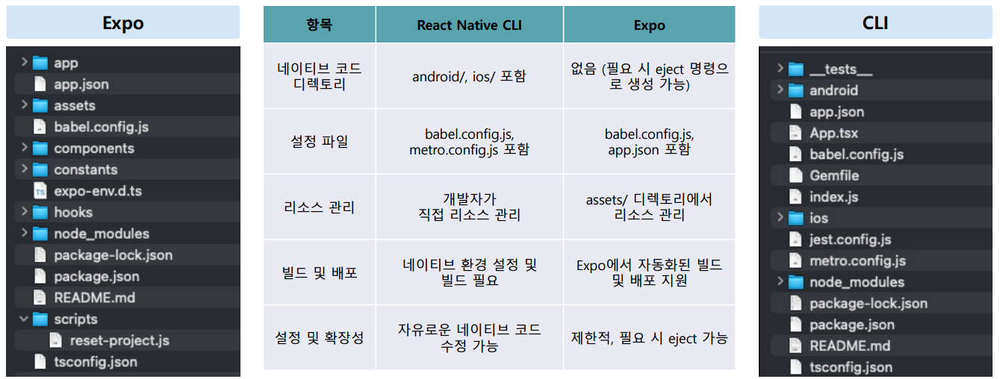 Expo
app
app.json
assets
babel.config.js
components
constants
expo-env.d.ts
hooks
node_modules
package-lock.json
package.json
README.md
scripts
reset-project.js
tsconfig.json
항목
React Native CLI
Expo
네이티브 코드
디렉토리
android/, ios/ 포함
없음 (필요 시 eject 명령으
로 생성 가능)
설정 파일
babel.config.js,
metro.config.js 포함
babel.config.js,
app.json 포함
리소스 관리
개발자가
직접 리소스 관리
assets/ 디렉토리에서
리소스 관리
빌드 및 배포
네이티브 환경 설정 및
빌드 필요
Expo에서 자동화된 빌드
및 배포 지원
설정 및 확장성
자유로운 네이티브 코드
수정 가능
제한적, 필요 시 eject 가능
CLI
__tests__
android
app.json
App.tsx
babel.config.js
Gemfile
index.js
ios
jest.config.js
metro.config.js
node_modules
package-lock.json
package.json
README.md
tsconfig.json